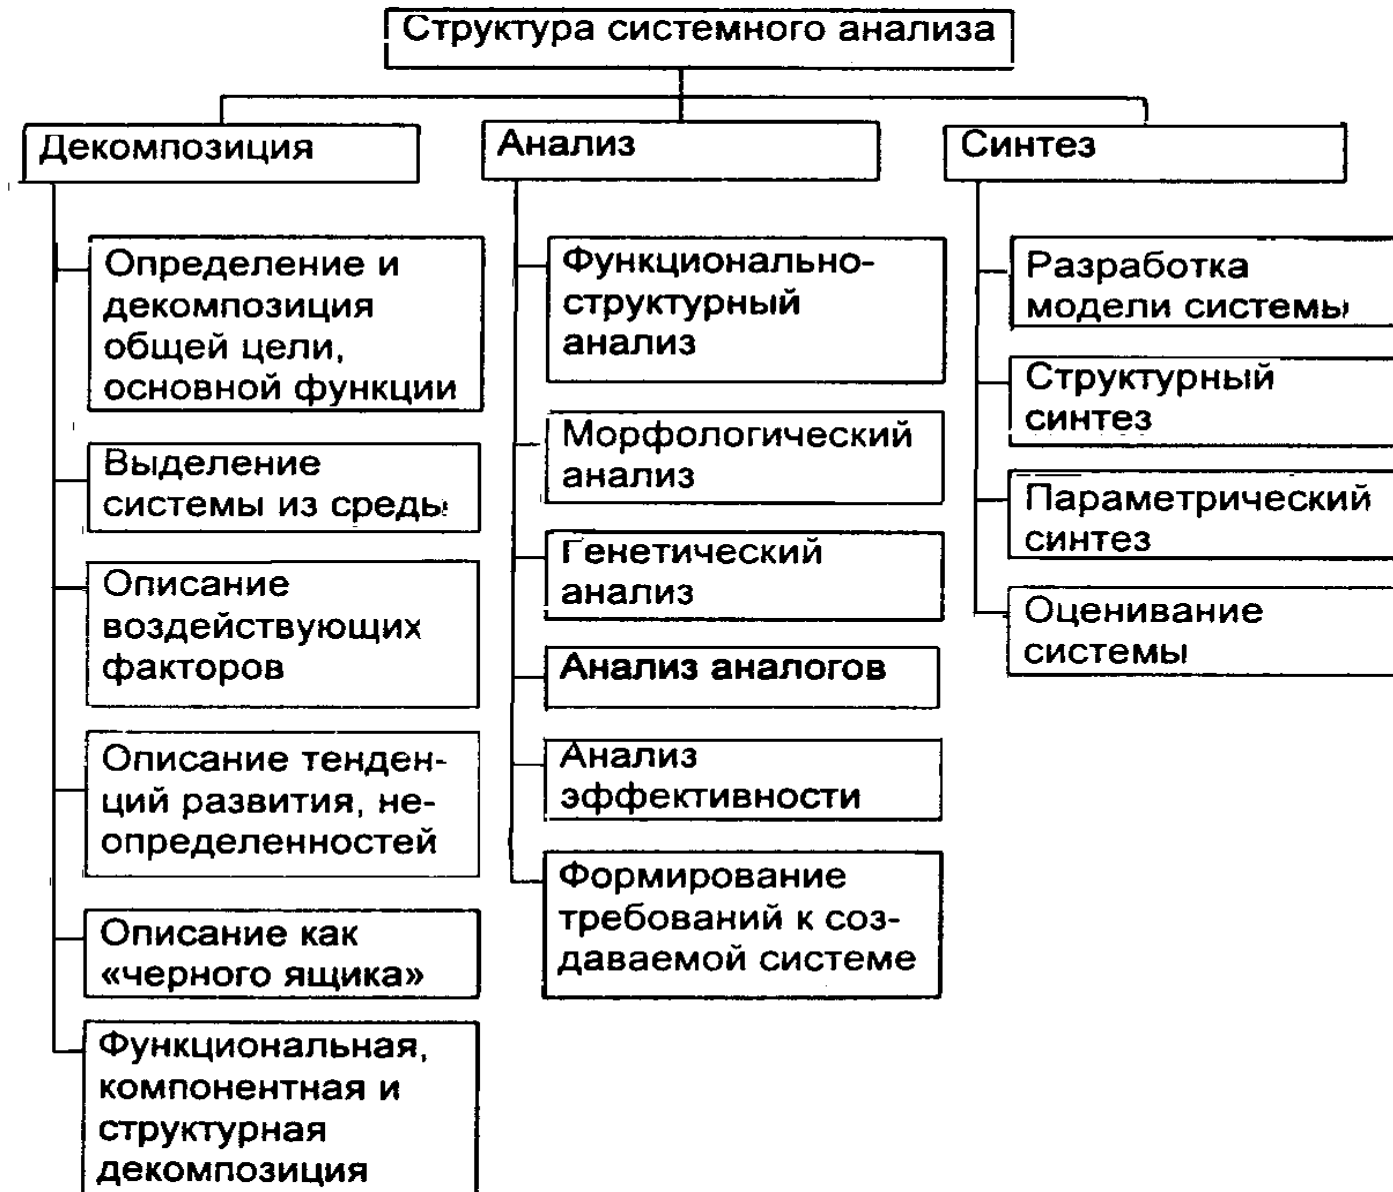 Структура системного анализа
Декомпозиция
Определение и
декомпозиция
общей цели,
основной функции
Выделение
системы из среды
Описание
воздействующих
факторов
Описание тенден-
ций развития, не-
определенностей
Описание как
«черного ящика»
Функциональная,
компонентная и
структурная
декомпозиция
Анализ
Функционально-
структурный
анализ
Морфологический
анализ
Генетический
анализ
Анализ аналогов
Анализ
эффективности
Формирование
требований к соз-
даваемой системе
Синтез
Разработка
модели системы
Структурный
синтез
Параметрический
синтез
Оценивание
системы